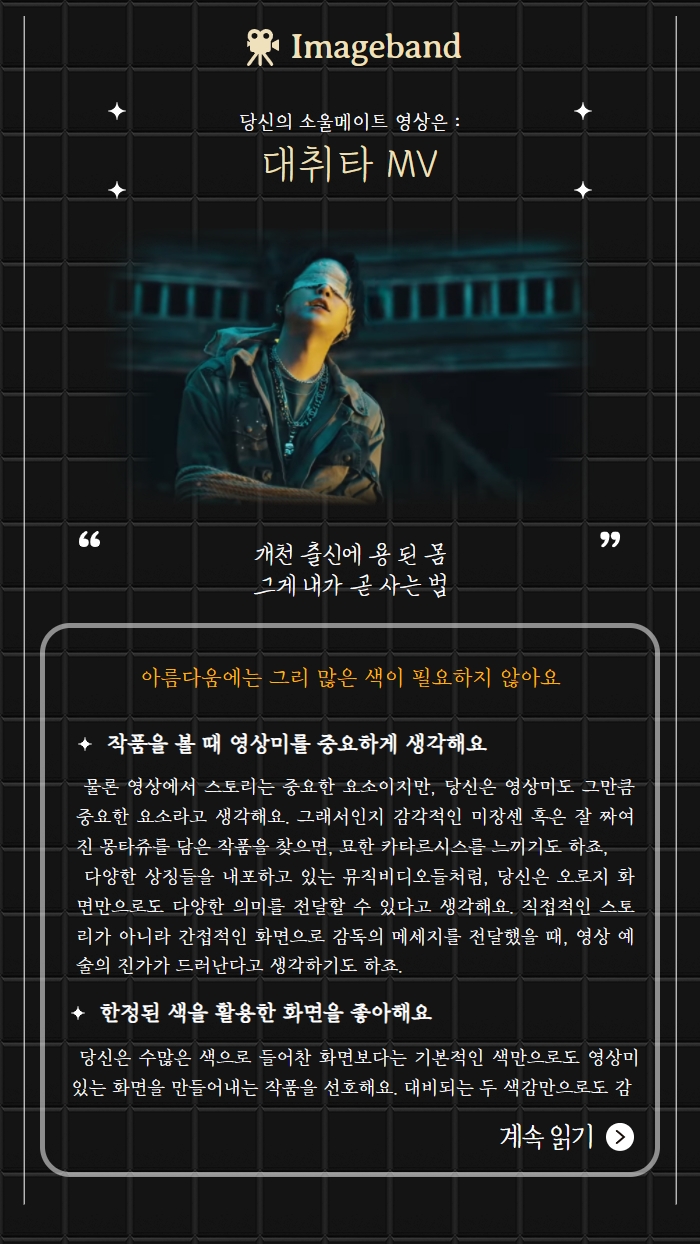 Imageband
당신의 소울메이트 영상은 :
대취타 MV
“ ”
개천 출신에 용 된 몸
그게 내가 곧 사는 법
아름다움에는 그리 많은 색이 필요하지 않아요
작품을 볼 때 영상미를 중요하게 생각해요
물론 영상에서 스토리는 중요한 요소이지만, 당신은 영상미도 그만큼
중요한 요소라고 생각해요. 그래서인지 감각적인 미장센 혹은 잘 짜여
진 몽타쥬를 담은 작품을 찾으면, 묘한 카타르시스를 느끼기도 하죠,
다양한 상징들을 내포하고 있는 뮤직비디오들처럼, 당신은 오로지 화
면만으로도 다양한 의미를 전달할 수 있다고 생각해요. 직접적인 스토
리가 아니라 간접적인 화면으로 감독의 메세지를 전달했을 때, 영상 예
술의 진가가 드러난다고 생각하기도 하죠.
한정된 색을 활용한 화면을 좋아해요
당신은 수많은 색으로 들어찬 화면보다는 기본적인 색만으로도 영상미
있는 화면을 만들어내는 작품을 선호해요. 대비되는 두 색감만으로도 감
계속 읽기